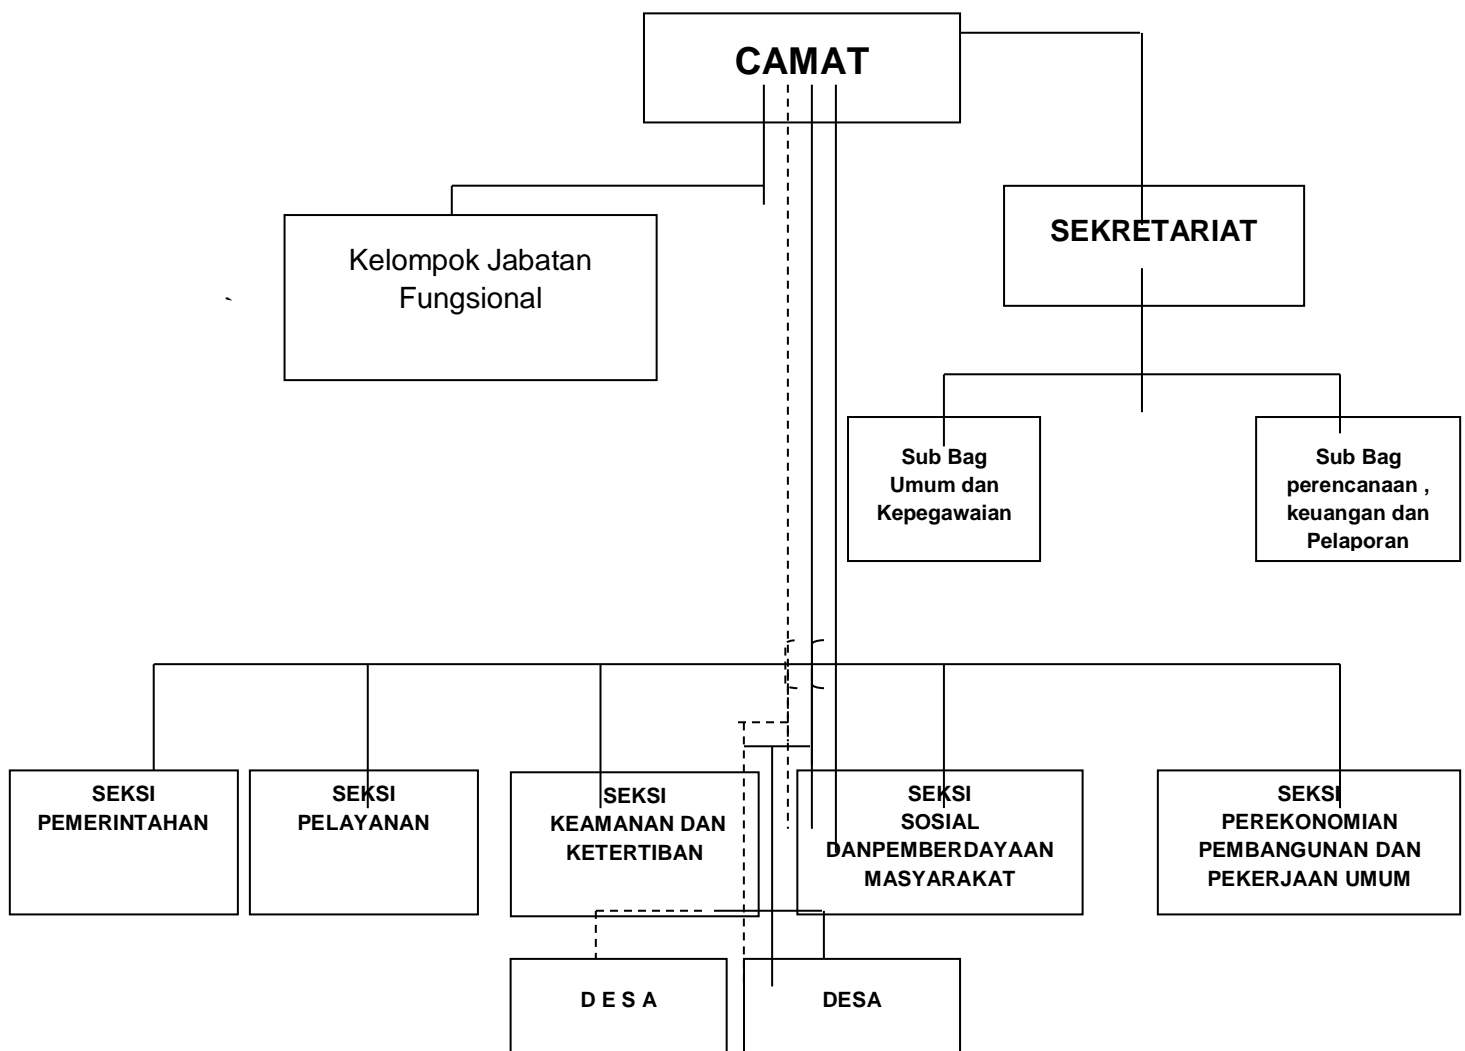 CAMAT
SEKRETARIAT
Kelompok Jabatan
Fungsional
`
Sub Bag
Umum dan
Kepegawaian
Sub Bag
perencanaan ,
keuangan dan
Pelaporan
SEKSI
PEMERINTAHAN
SEKSI
PELAYANAN
SEKSI
KEAMANAN DAN
KETERTIBAN
SEKSI
SOSIAL
DANPEMBERDAYAAN
MASYARAKAT
SEKSI
PEREKONOMIAN
PEMBANGUNAN DAN
PEKERJAAN UMUM
D E S A
DESA